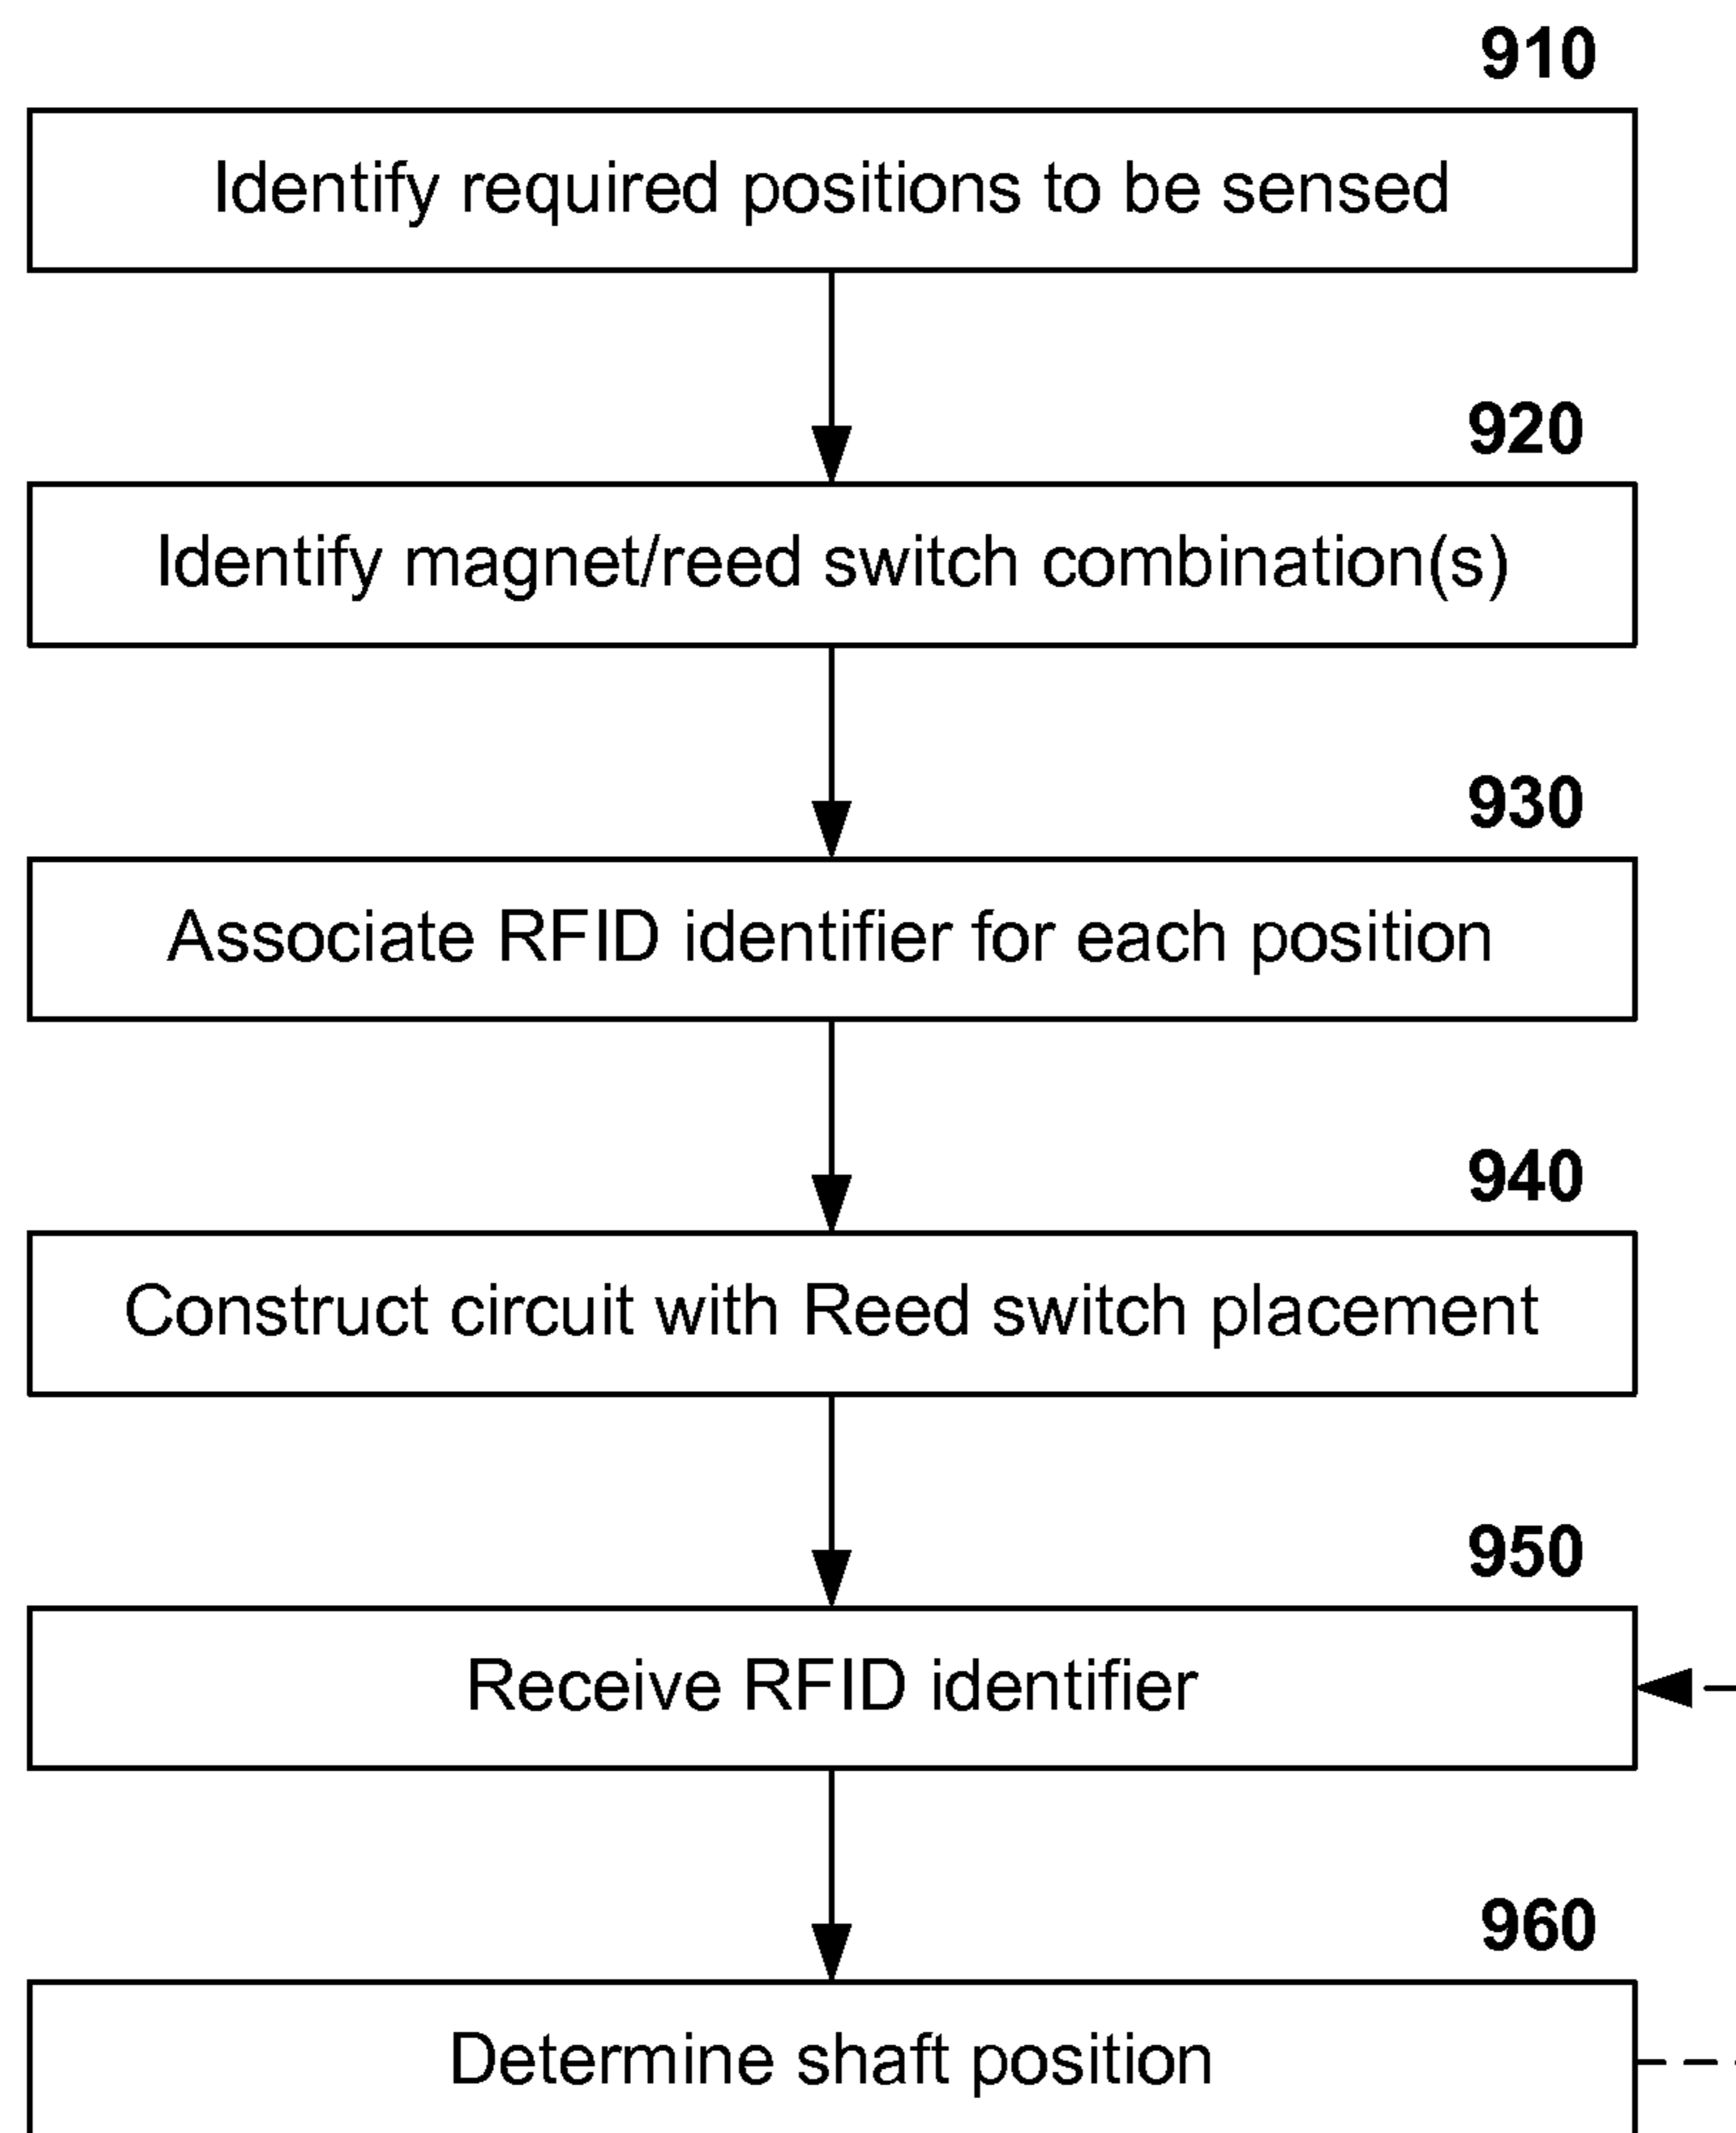 910
Identify required positions to be sensed
920
Identify magnet/reed switch combination(s)
930
Associate RFID identifier for each position
940
Construct circuit with Reed switch placement
950
Receive RFID identifier
960
Determine shaft position